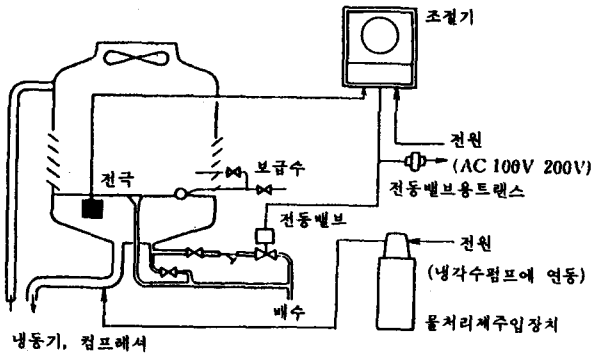 조절기
전원
(AC 100V 200V)
전동밸브용트랜스
보급수
전극
전동밸브
전원
(냉각수펌프에 연동)
배수
물처리제주입장치
냉동기, 컴프레셔